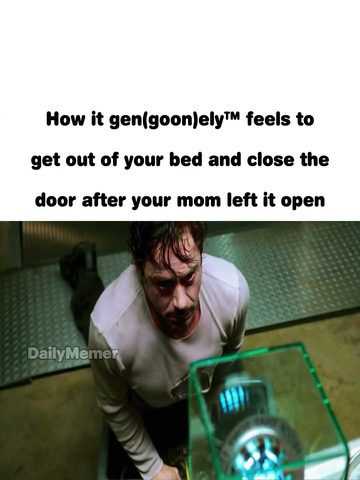 How it gen(goon)ely™ feels to
get out of your bed and close the
door after your mom left it open
DailyMemer